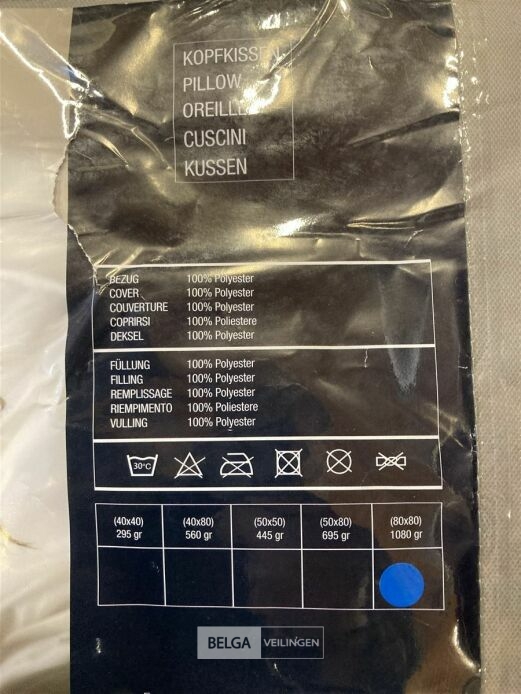 KOPFKISSEN
PILLOW
CUSCINI
KUSSEN
BEZUG 100% Polyester
COVER 100% Polyester
COUVERTURE 100% Polyester
COPRIRSI 100% Poliestere
DEKSEL 100% Polyester
FÜLLUNG 100% Polyester
FILLING 100% Polyester
REMPLISSAGE 100% Polyester
RIEMPIMENTO 100% Poliestere
VULLING 100% Polyester
30°C
(40x40) (40x80) (50x50) (50x80) (80x80)
295 gr 560 gr 445 gr 695 gr 1080 gr
BELGA VEILINGEN